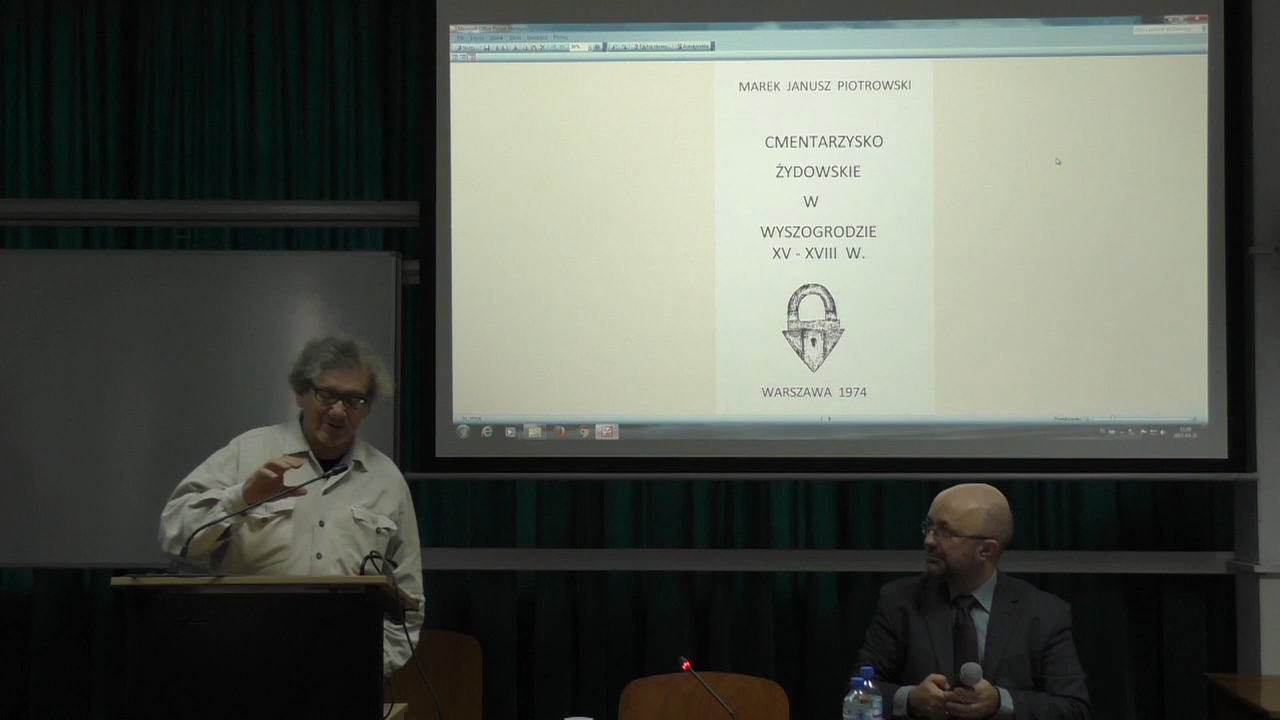 MAREK JANUSZ PIOTROWSKI
CMENTARZYSKO
ŻYDOWSKIE
W
WYSZOGRODZIE
XV - XVIII W.
WARSZAWA 1974